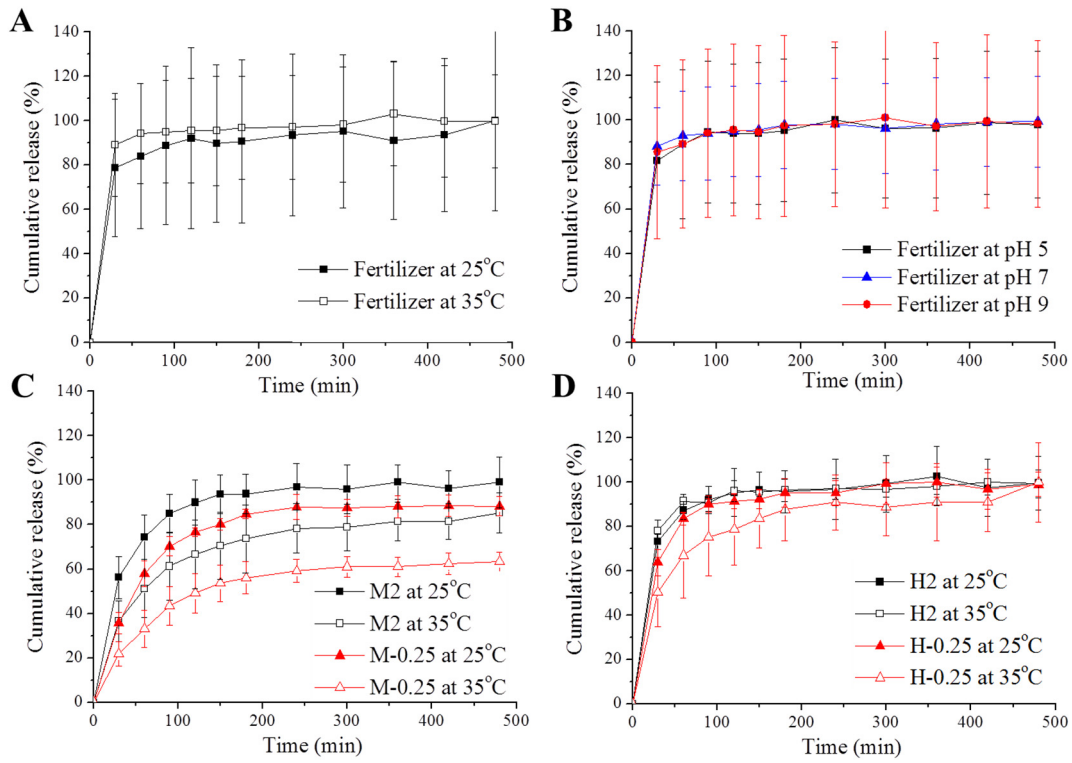 A
Cumulative release (%)
140
120
100
80
60
40
20
0
Fertilizer at 25°C
Fertilizer at 35°C
0 100 200 300 400 500
Time (min)
B
Cumulative release (%)
140
120
100
80
60
40
20
0
Fertilizer at pH 5
Fertilizer at pH 7
Fertilizer at pH 9
0 100 200 300 400 500
Time (min)
C
Cumulative release (%)
140
120
100
80
60
40
20
0
M2 at 25°C
M2 at 35°C
M-0.25 at 25°C
M-0.25 at 35°C
0 100 200 300 400 500
Time (min)
D
Cumulative release (%)
140
120
100
80
60
40
20
0
H2 at 25°C
H2 at 35°C
H-0.25 at 25°C
H-0.25 at 35°C
0 100 200 300 400 500
Time (min)